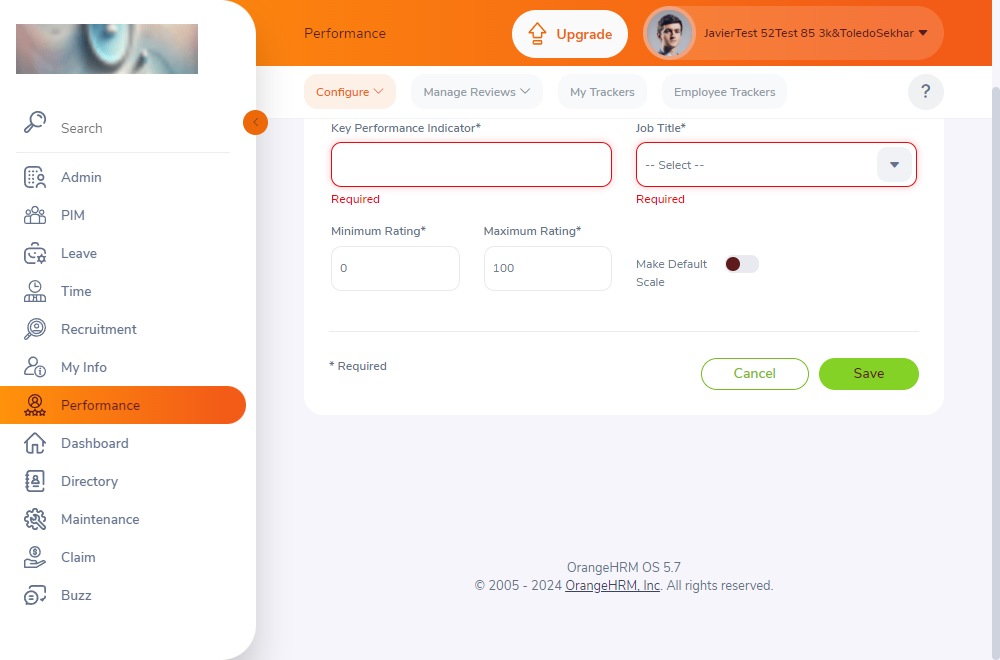 Performance
Upgrade
JavierTest 52Test 85 3k&ToledoSekhar
Search
Configure
Manage Reviews
My Trackers
Employee Trackers
?
Admin
PIM
Leave
Time
Recruitment
My Info
Performance
Dashboard
Directory
Maintenance
Claim
Buzz
Key Performance Indicator*
Job Title*
-- Select --
Required
Required
Minimum Rating*
Maximum Rating*
0
100
Make Default
Scale
* Required
Cancel
Save
OrangeHRM OS 5.7
© 2005 - 2024 OrangeHRM, Inc. All rights reserved.